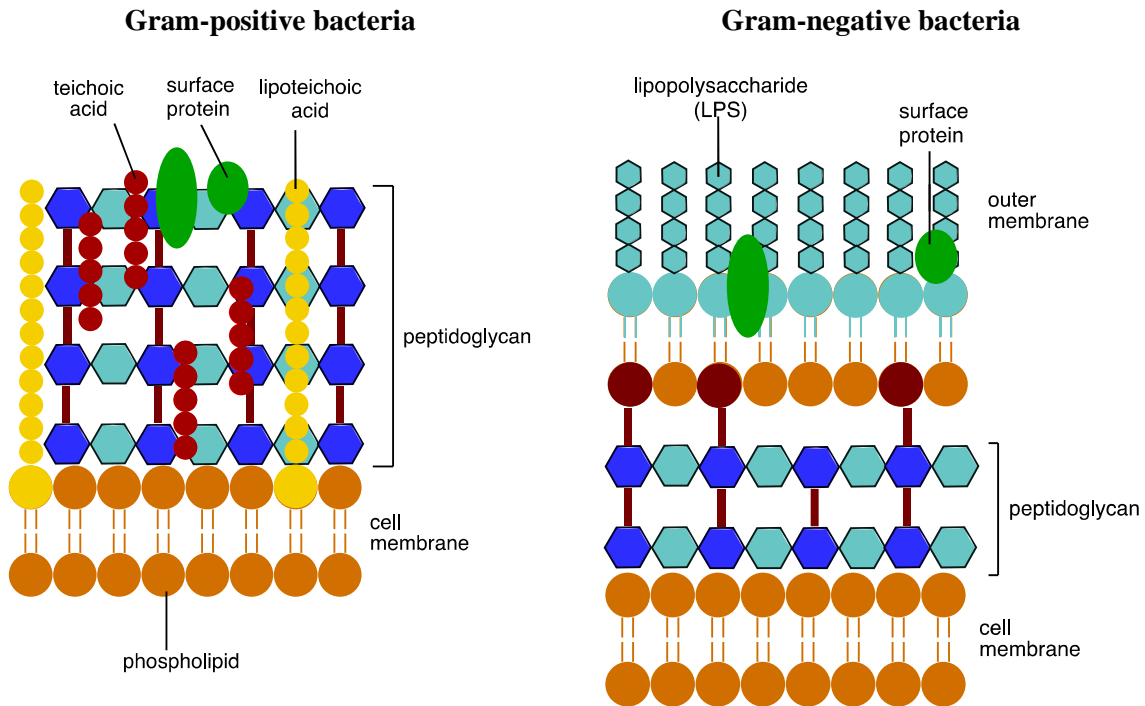 Gram-positive bacteria
teichoic
acid
surface
protein
lipoteichoic
acid
peptidoglycan
cell
membrane
phospholipid
Gram-negative bacteria
lipopolysaccharide
(LPS)
surface
protein
outer
membrane
peptidoglycan
cell
membrane